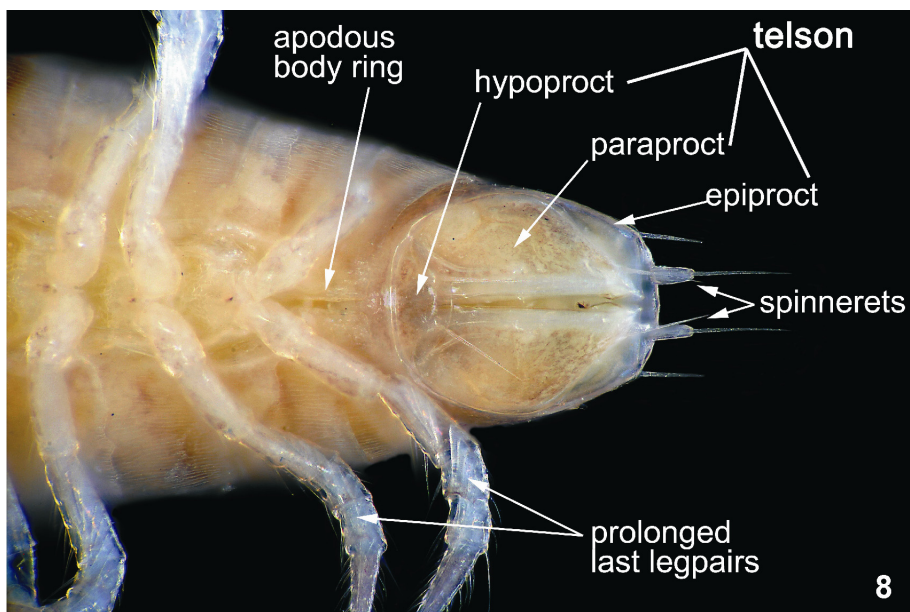 apodous
body ring
telson
hypoproct
paraproct
epiproct
spinnerets
prolonged
last legpairs
8